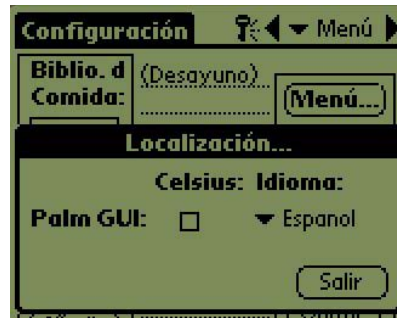 Configuración Menú
Biblio. d (Desayuno)
Comida: (Menú...)
Localización...
Celsius: Idioma:
Palm GUI: Espanol
Salir